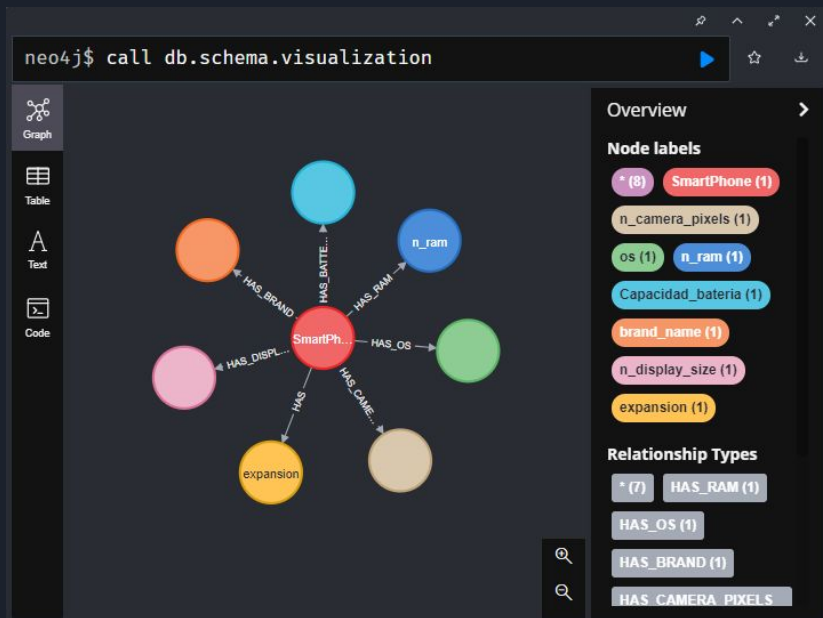 neo4j$ call db.schema.visualization
Graph
Table
Text
Code
n_ram
HAS_BATTE...
HAS_RAM
HAS_BRAND
SmartPh...
HAS_OS
HAS_DISPL...
HAS_CAME...
HAS
expansion
Overview
Node labels
* (8) SmartPhone (1)
n_camera_pixels (1)
os (1) n_ram (1)
Capacidad_bateria (1)
brand_name (1)
n_display_size (1)
expansion (1)
Relationship Types
* (7) HAS_RAM (1)
HAS_OS (1)
HAS_BRAND (1)
HAS_CAMERA_PIXELS